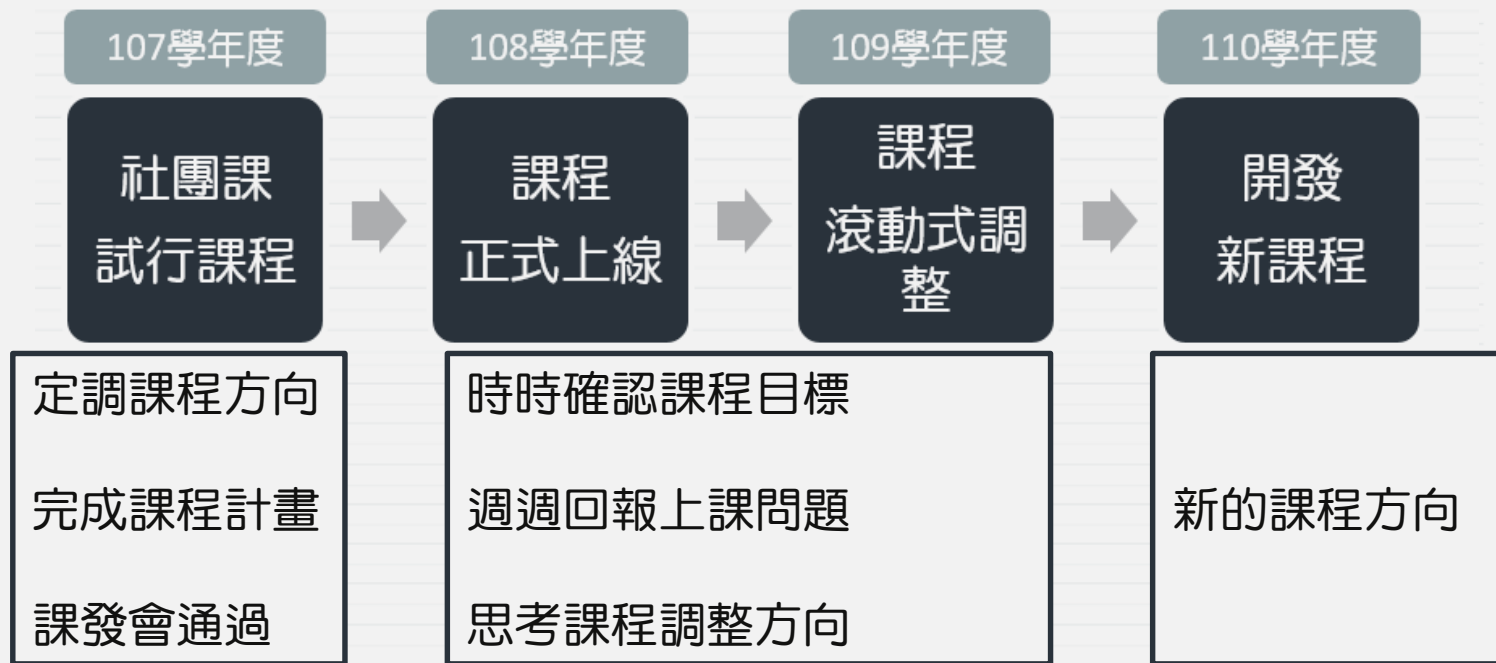 107學年度
108學年度
109學年度
110學年度
社團課
試行課程
課程
正式上線
課程
滾動式調
整
開發
新課程
定調課程方向
完成課程計畫
課發會通過
時時確認課程目標
週週回報上課問題
思考課程調整方向
新的課程方向